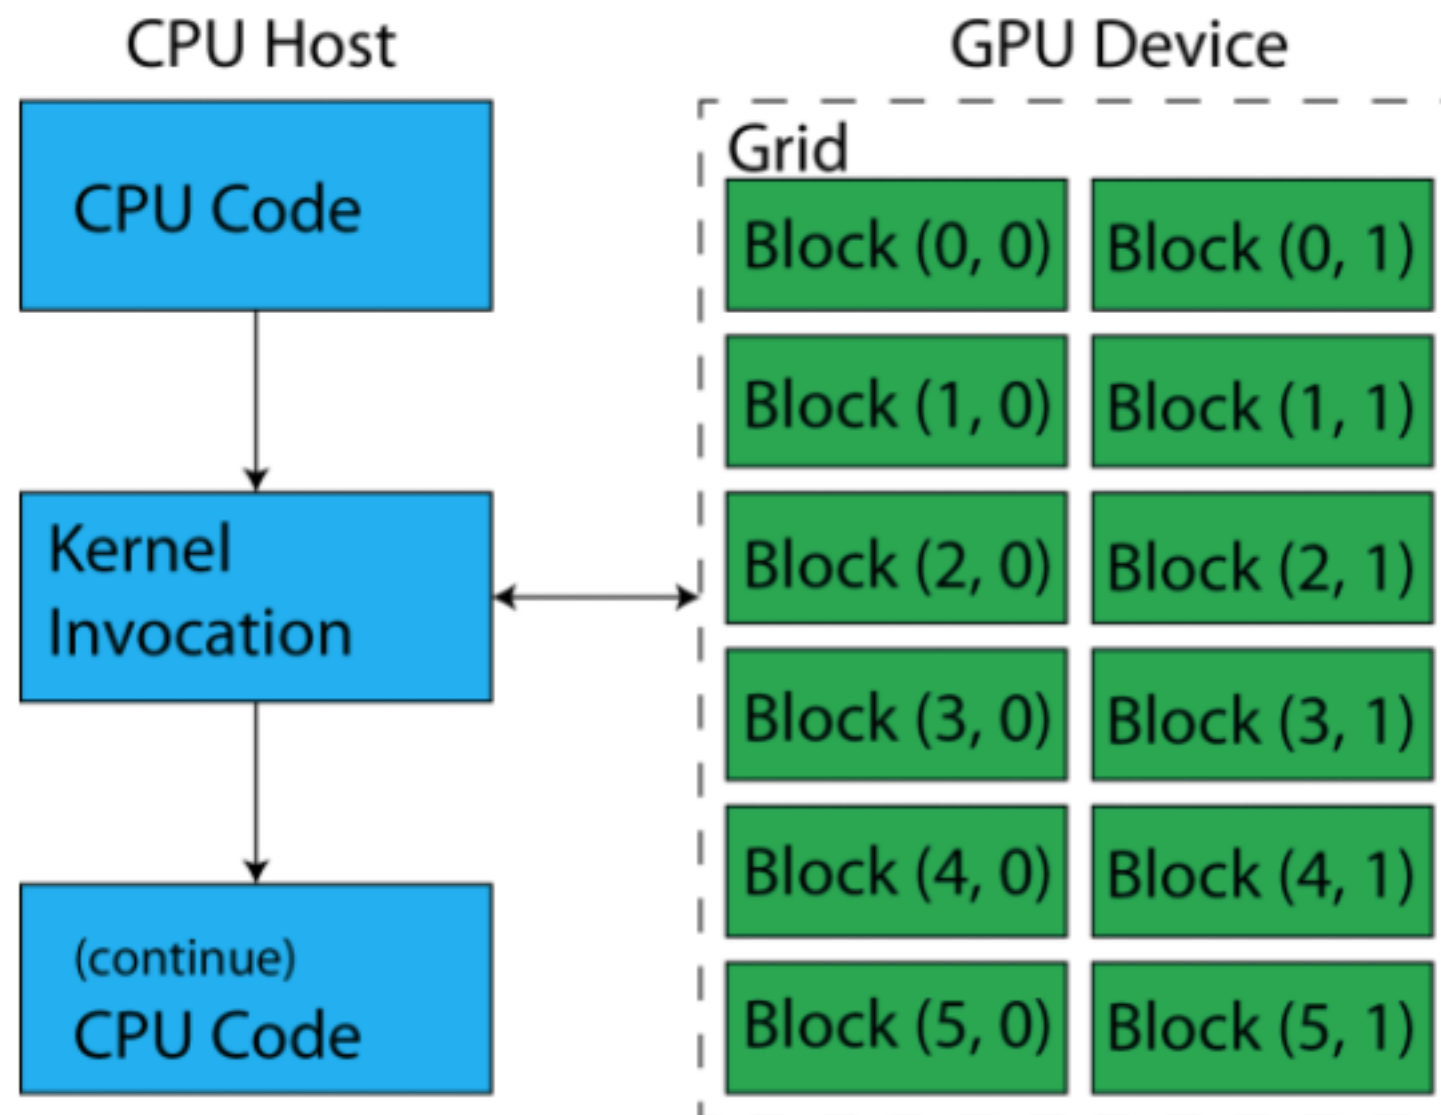 CPU Host
CPU Code
Kernel
Invocation
(continue)
CPU Code
GPU Device
Grid
Block (0, 0)
Block (0, 1)
Block (1, 0)
Block (1, 1)
Block (2, 0)
Block (2, 1)
Block (3, 0)
Block (3, 1)
Block (4, 0)
Block (4, 1)
Block (5, 0)
Block (5, 1)